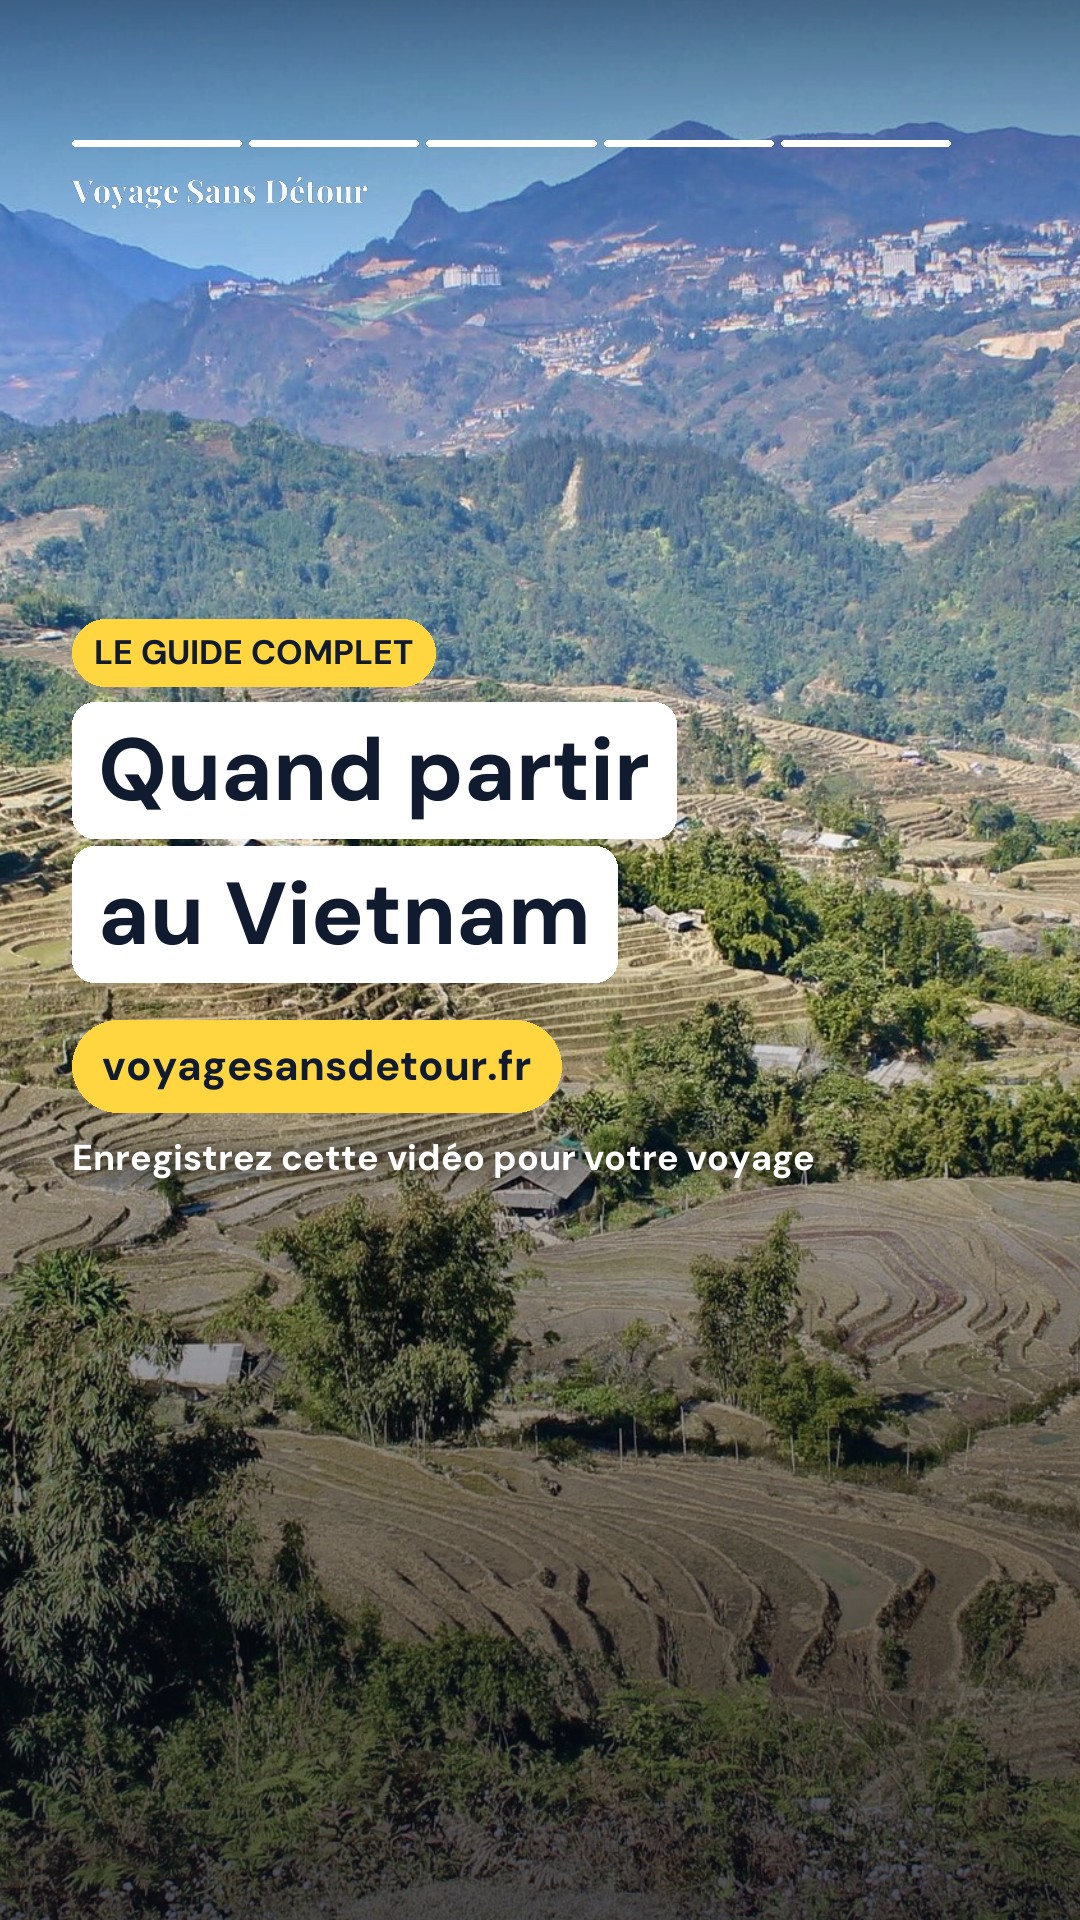 Voyage Sans Détour
LE GUIDE COMPLET
Quand partir
au Vietnam
voyagesansdetour.fr
Enregistrez cette vidéo pour votre voyage